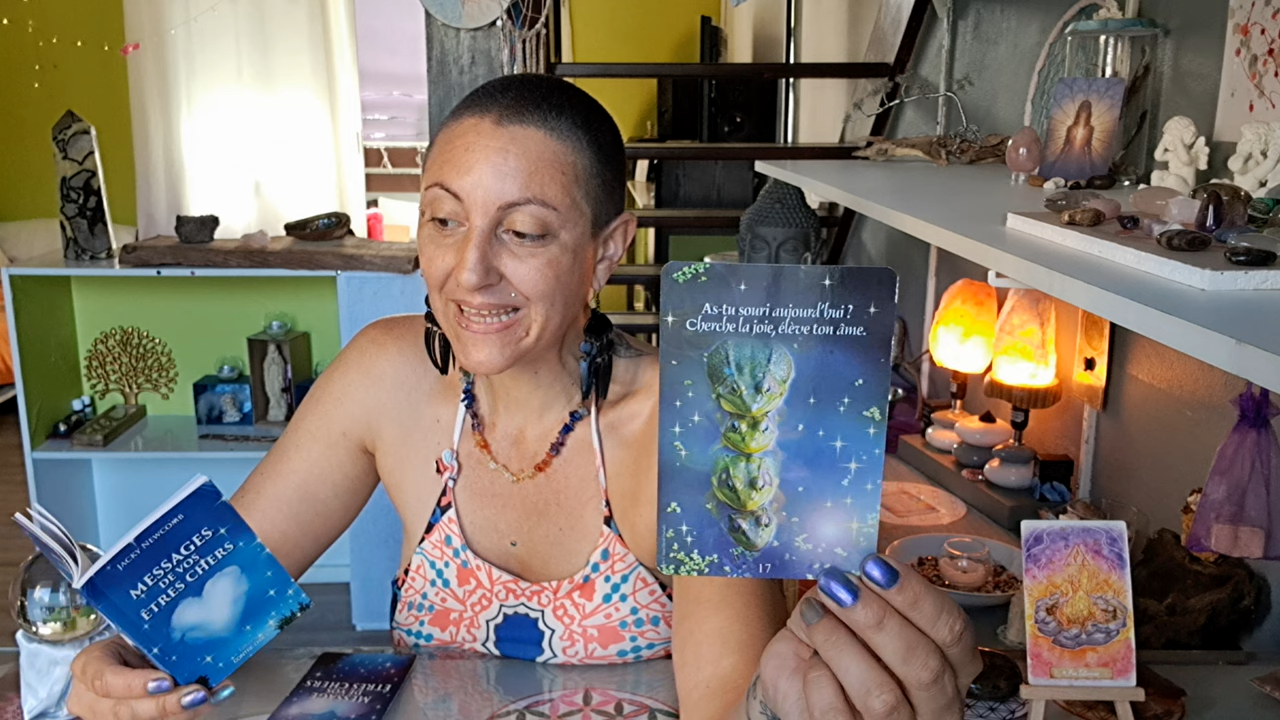 As-tu souri aujourd'hui ?
Cherche la joie, élève ton âme.
17
JACKY NEWCOMB
MESSAGES
DE VOS
ÊTRES CHERS